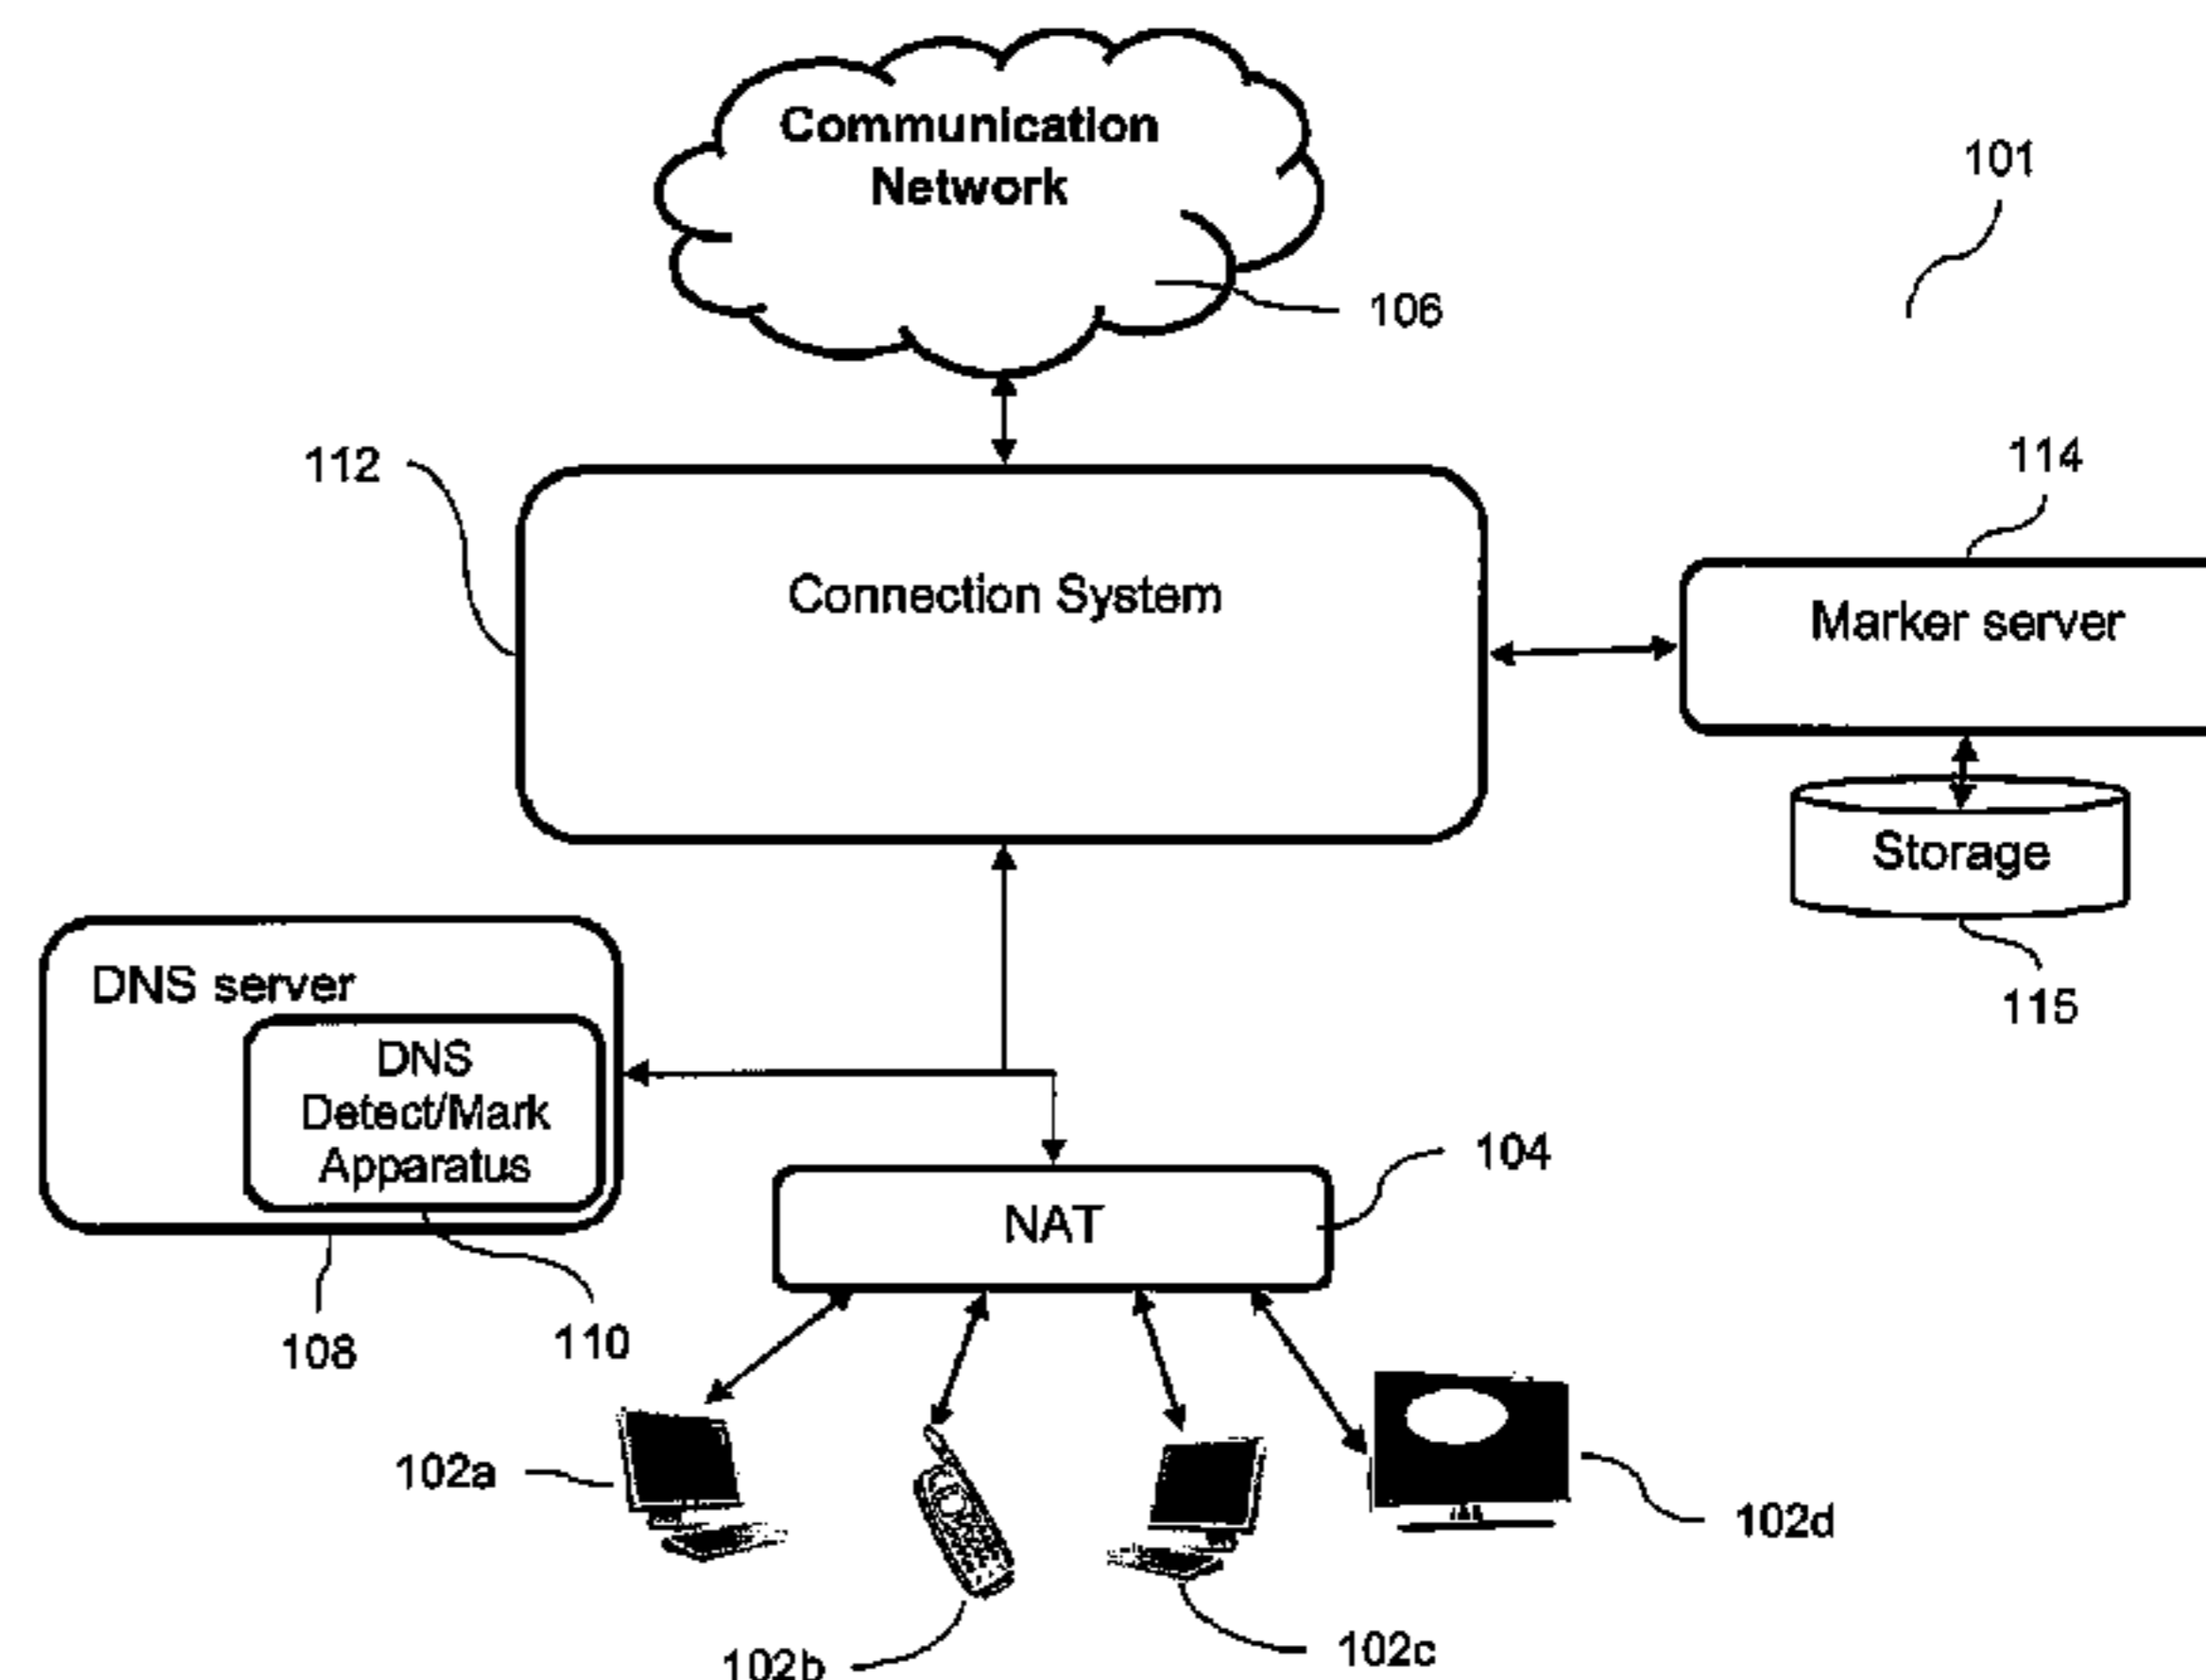 Communication
Network
101
106
112
114
Connection System
Marker server
Storage
115
DNS server
DNS
Detect/Mark
Apparatus
104
NAT
108
110
102a
102d
102b
102c